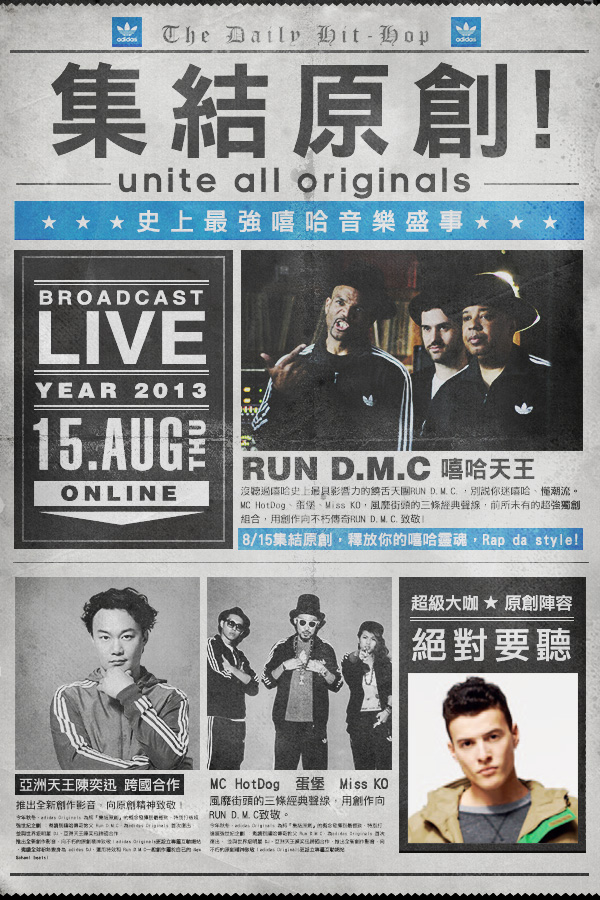 adidas
The Daily Hit-Hop
adidas
集結原創!
unite all originals
★ ★ ★ 史上最強嘻哈音樂盛事 ★ ★ ★
BROADCAST
LIVE
YEAR 2013
15.AUG THU
ONLINE
RUN D.M.C 嘻哈天王
沒聽過嘻哈史上最具影響力的饒舌天團RUN D.M.C.，別說你迷嘻哈、懂潮流。
MC HotDog、蛋堡、Miss KO，風靡街頭的三條經典聲線，前所未有的超強獨創
組合，用創作向不朽傳奇RUN D.M.C.致敬!
8/15集結原創，釋放你的嘻哈靈魂，Rap da style!
亞洲天王陳奕迅 跨國合作
推出全新創作影音、向原創精神致敬!
MC HotDog 蛋堡 Miss KO
風靡街頭的三條經典聲線，用創作向
RUN D.M.C致敬。
超級大咖 ★ 原創陣容
絕對要聽